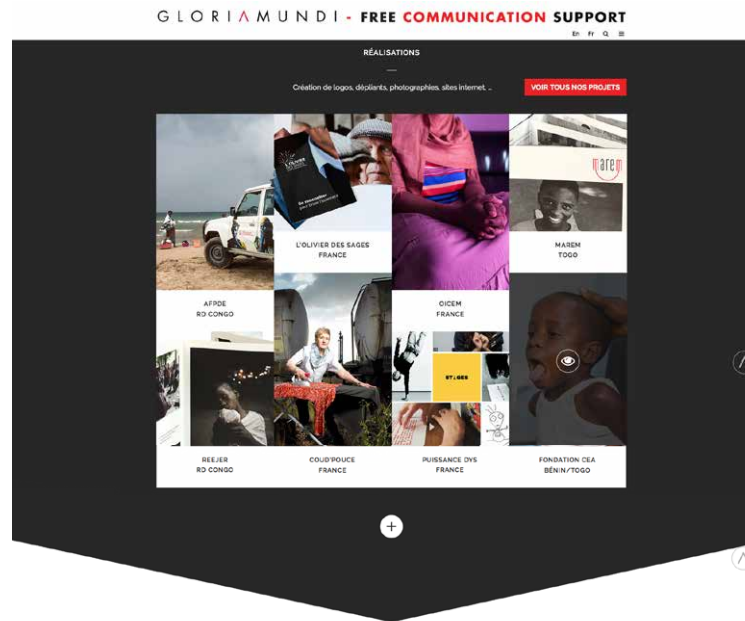 GLORIAMUNDI - FREE COMMUNICATION SUPPORT
En Fr
RÉALISATIONS
Création de logos, dépliants, photographies, sites internet, ...
VOIR TOUS NOS PROJETS
marem
L'OLIVIER DES SAGES
FRANCE
MAREM
TOGO
AFPDE
RD CONGO
OICEM
FRANCE
REEJER
RD CONGO
COUD'POUCE
FRANCE
PUISSANCE DYS
FRANCE
FONDATION CEA
BÉNIN/TOGO